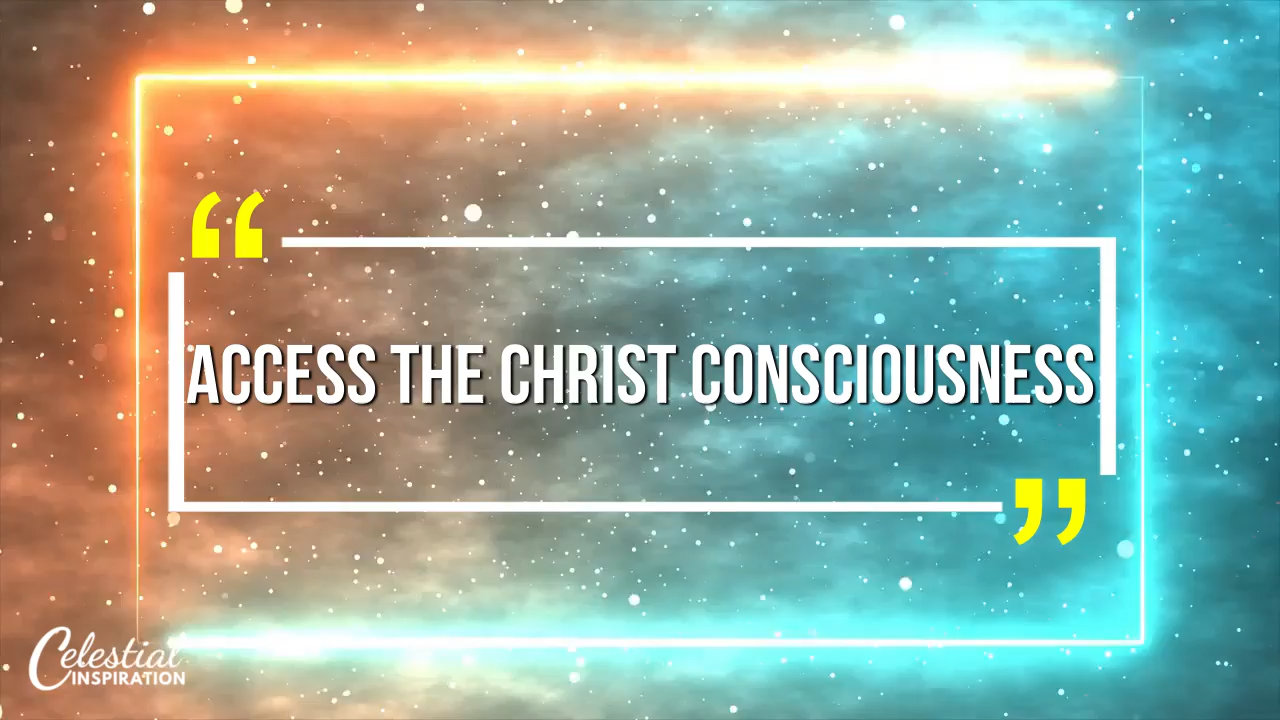 “
ACCESS THE CHRIST CONSCIOUSNESS
”
Celestial
INSPIRATION